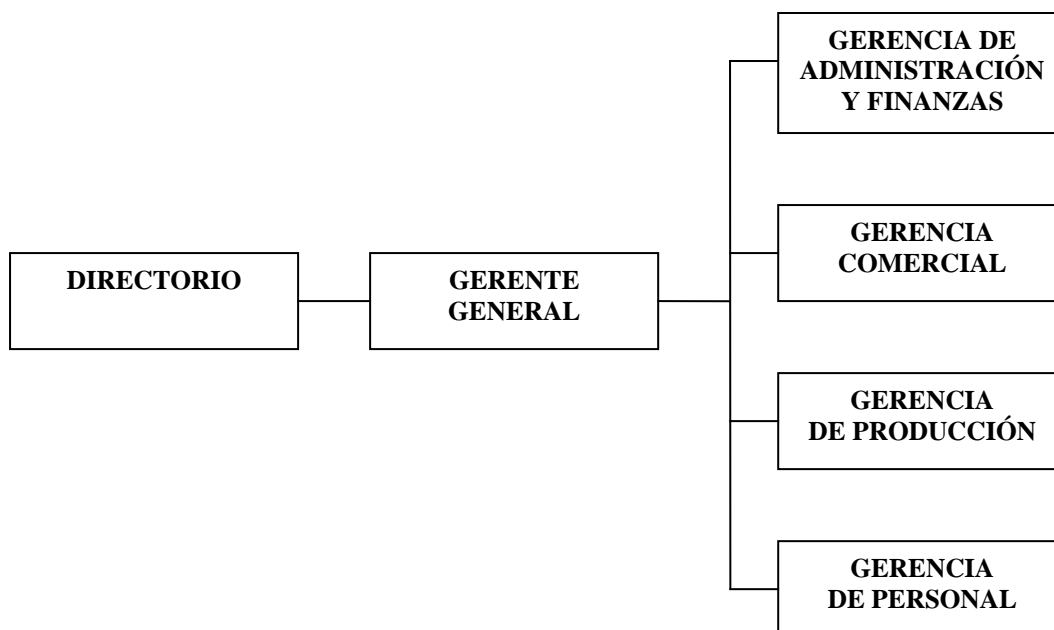 DIRECTORIO
GERENTE
GENERAL
GERENCIA DE
ADMINISTRACIÓN
Y FINANZAS
GERENCIA
COMERCIAL
GERENCIA
DE PRODUCCIÓN
GERENCIA
DE PERSONAL